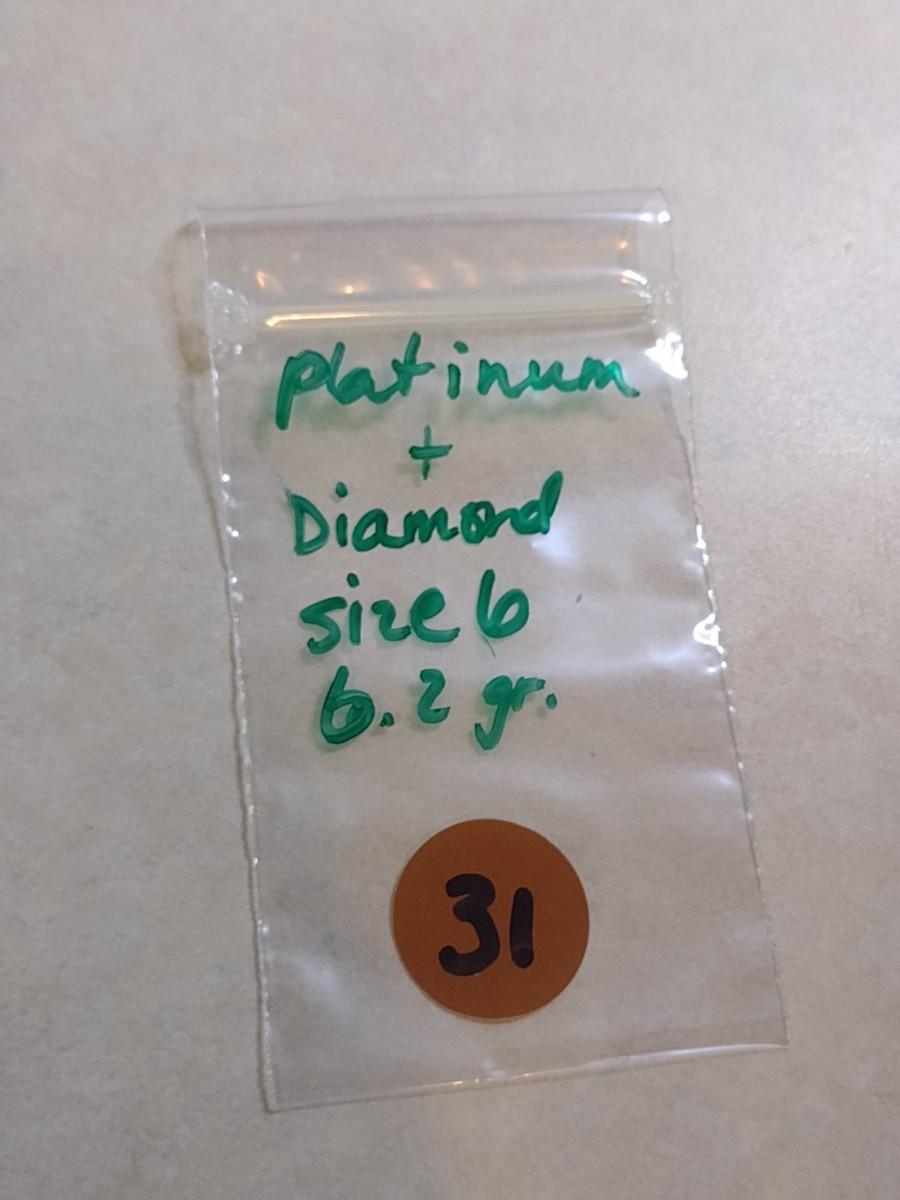 platinum
+
Diamond
size 6
6.2 gr.
31